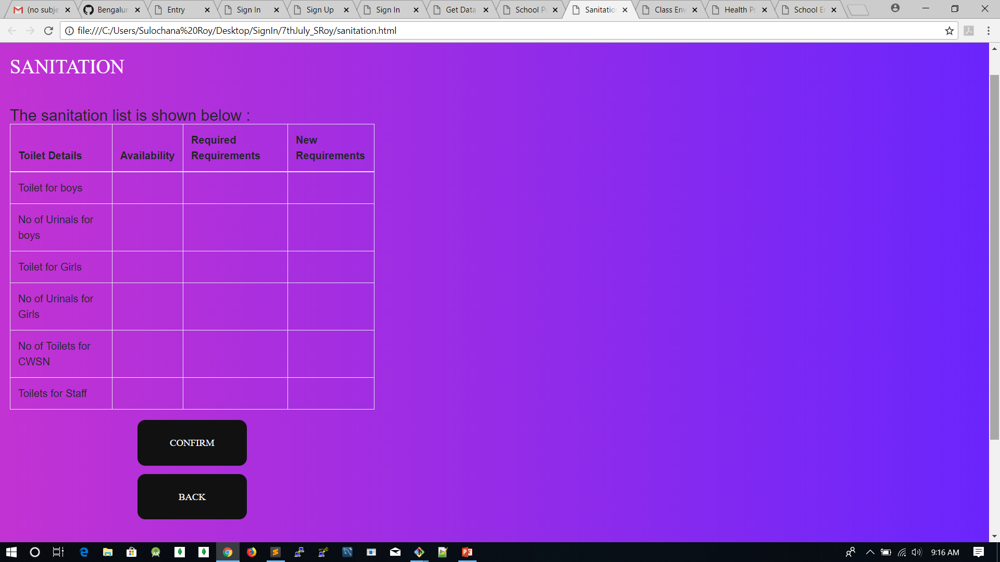 (no subje
Bengalur
Entry
Sign In
Sign Up
Sign In
Get Data
School P
Sanitatio
Class Env
Health Pr
School E
file:///C:/Users/Sulochana%20Roy/Desktop/SignIn/7thJuly_SRoy/sanitation.html
SANITATION
The sanitation list is shown below :
Toilet Details
Availability
Required
Requirements
New
Requirements
Toilet for boys
No of Urinals for
boys
Toilet for Girls
No of Urinals for
Girls
No of Toilets for
CWSN
Toilets for Staff
CONFIRM
BACK
9:16 AM